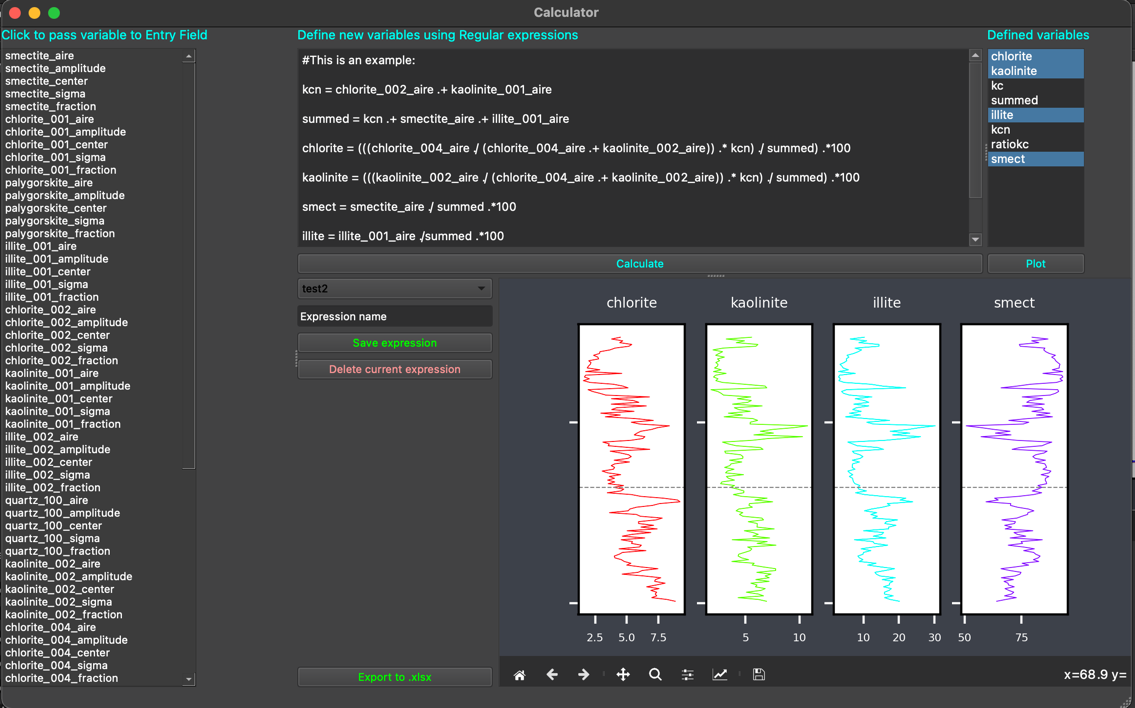 Calculator
Click to pass variable to Entry Field
smectite_aire
smectite_amplitude
smectite_center
smectite_sigma
smectite_fraction
chlorite_001_aire
chlorite_001_amplitude
chlorite_001_center
chlorite_001_sigma
chlorite_001_fraction
palygorskite_aire
palygorskite_amplitude
palygorskite_center
palygorskite_sigma
palygorskite_fraction
illite_001_aire
illite_001_amplitude
illite_001_center
illite_001_sigma
illite_001_fraction
chlorite_002_aire
chlorite_002_amplitude
chlorite_002_center
chlorite_002_sigma
chlorite_002_fraction
kaolinite_001_aire
kaolinite_001_amplitude
kaolinite_001_center
kaolinite_001_sigma
kaolinite_001_fraction
illite_002_aire
illite_002_amplitude
illite_002_center
illite_002_sigma
illite_002_fraction
quartz_100_aire
quartz_100_amplitude
quartz_100_center
quartz_100_sigma
quartz_100_fraction
kaolinite_002_aire
kaolinite_002_amplitude
kaolinite_002_center
kaolinite_002_sigma
kaolinite_002_fraction
chlorite_004_aire
chlorite_004_amplitude
chlorite_004_center
chlorite_004_sigma
chlorite_004_fraction
Define new variables using Regular expressions
#This is an example:
kcn = chlorite_002_aire .+ kaolinite_001_aire
summed = kcn .+ smectite_aire .+ illite_001_aire
chlorite = (((chlorite_004_aire ./ (chlorite_004_aire .+ kaolinite_002_aire)) .* kcn) ./ summed) .*100
kaolinite = (((kaolinite_002_aire ./ (chlorite_004_aire .+ kaolinite_002_aire)) .* kcn) ./ summed) .*100
smect = smectite_aire ./ summed .*100
illite = illite_001_aire ./summed .*100
Calculate
Defined variables
chlorite
kaolinite
kc
summed
illite
kcn
ratiokc
smect
Plot
test2
Expression name
Save expression
Delete current expression
Export to .xlsx
chlorite kaolinite illite smect
2.5 5.0 7.5 5 10 10 20 30 50 75
x=68.9 y=